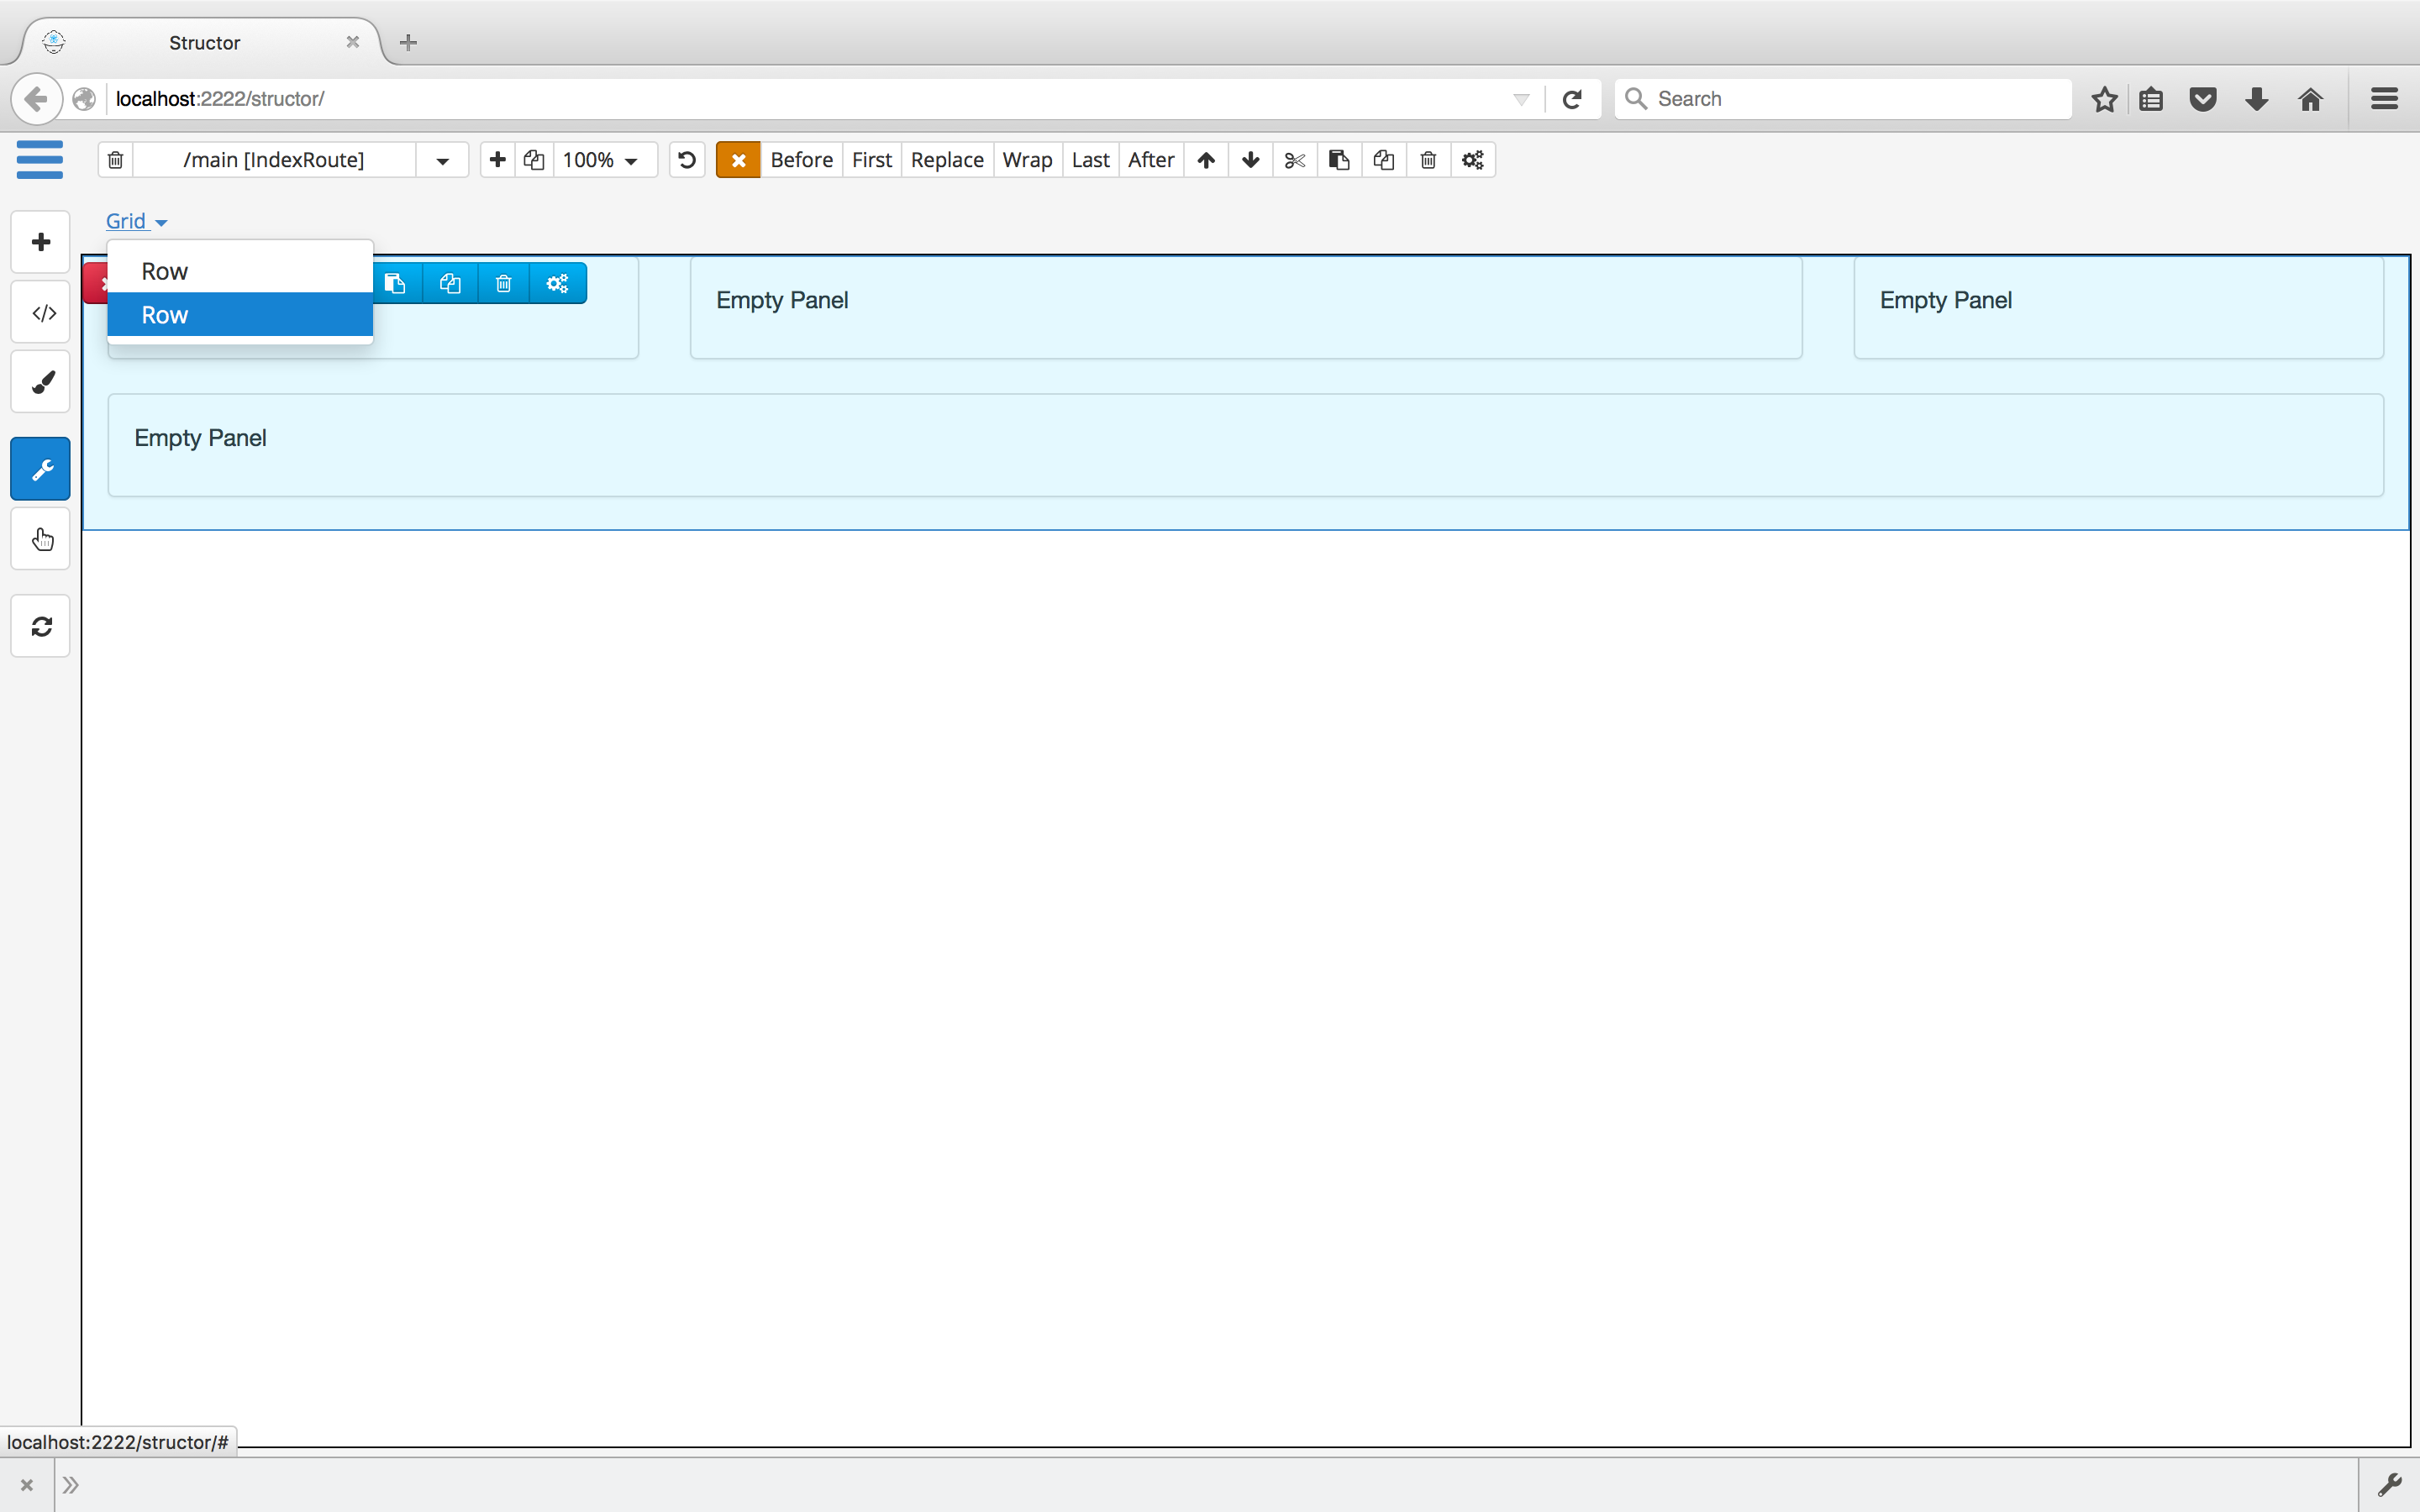 Structor
localhost:2222/structor/
Search
/main [IndexRoute]
100%
Before First Replace Wrap Last After
Grid
Row
Row
Empty Panel
Empty Panel
Empty Panel
localhost:2222/structor/#